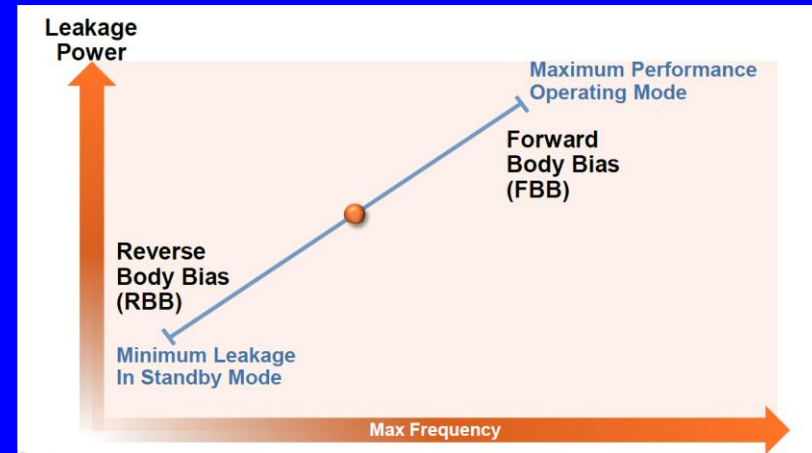 Leakage
Power
Maximum Performance
Operating Mode
Forward
Body Bias
(FBB)
Reverse
Body Bias
(RBB)
Minimum Leakage
In Standby Mode
Max Frequency